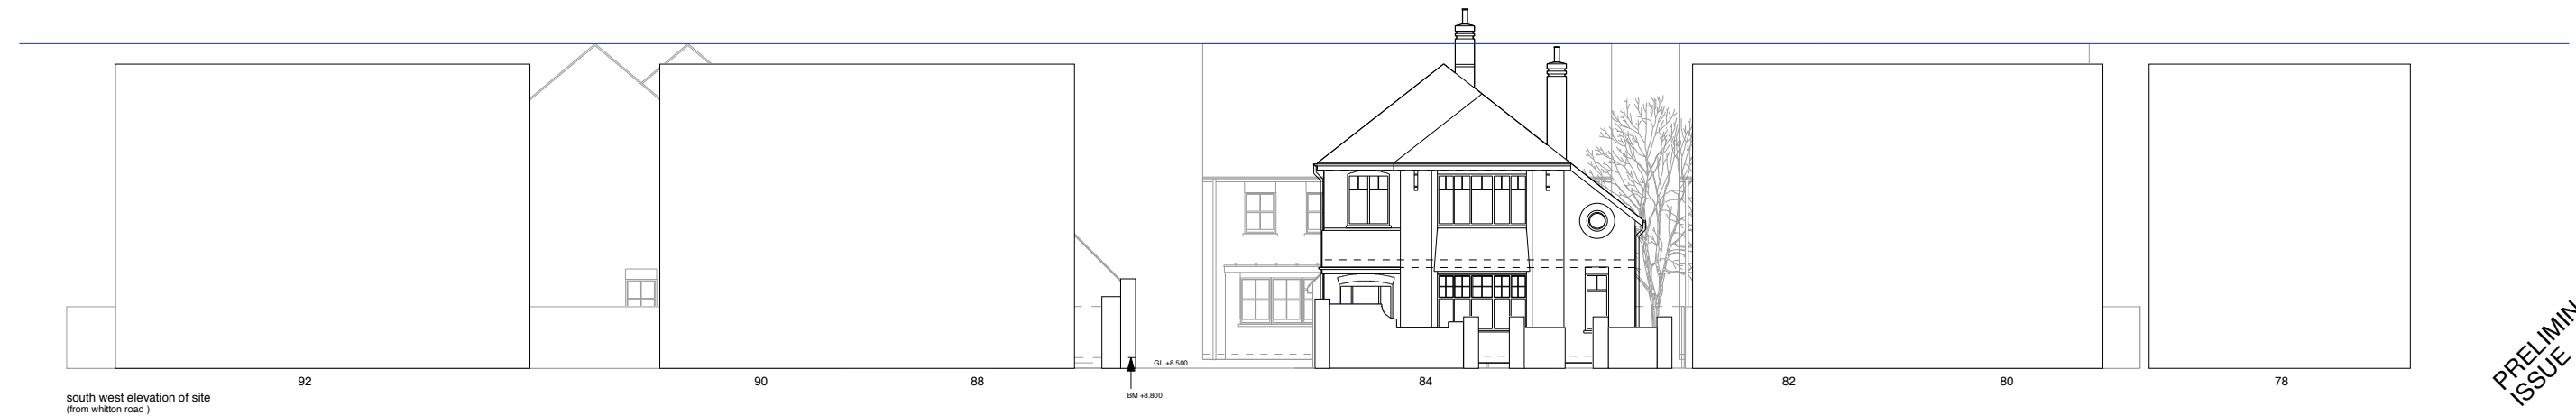 GL +8.500
92
90
88
84
82
80
78
BM +8.800
south west elevation of site
(from whitton road )
ISSUE